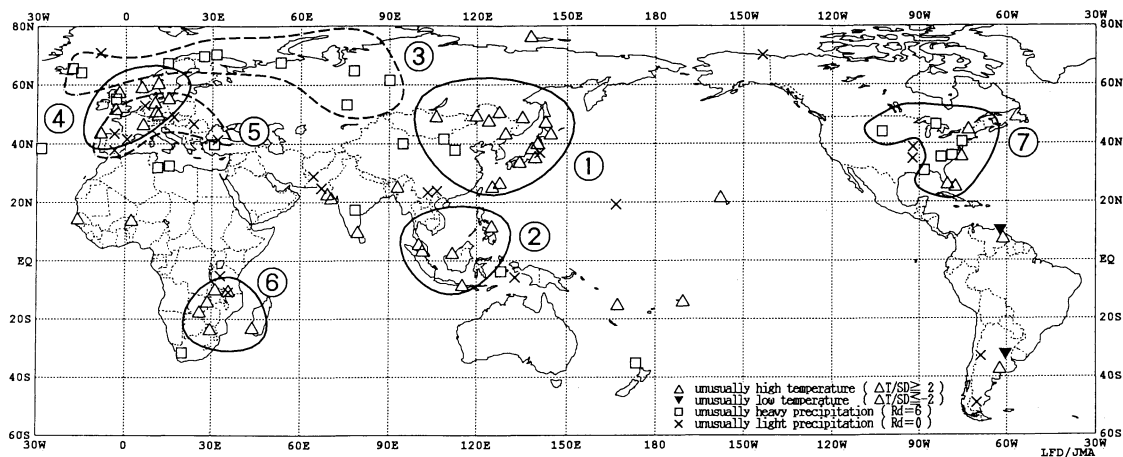 30W 0 30E 60E 90E 120E 150E 180 150W 120W 90W 60W 30W
80N 80N
③
60N 60N
④ ⑤ ① ⑦
40N 40N
20N 20N
②
EQ EQ
⑥
20S 20S
40S 40S
△ unusually high temperature ( △T/SD≧ 2 )
▼ unusually low temperature ( △T/SD≦-2 )
□ unusually heavy precipitation ( Rd=6 )
× unusually light precipitation ( Rd=0 )
60S 60S
30W 0 30E 60E 90E 120E 150E 180 150W 120W 90W 60W 30W
LFD/JMA